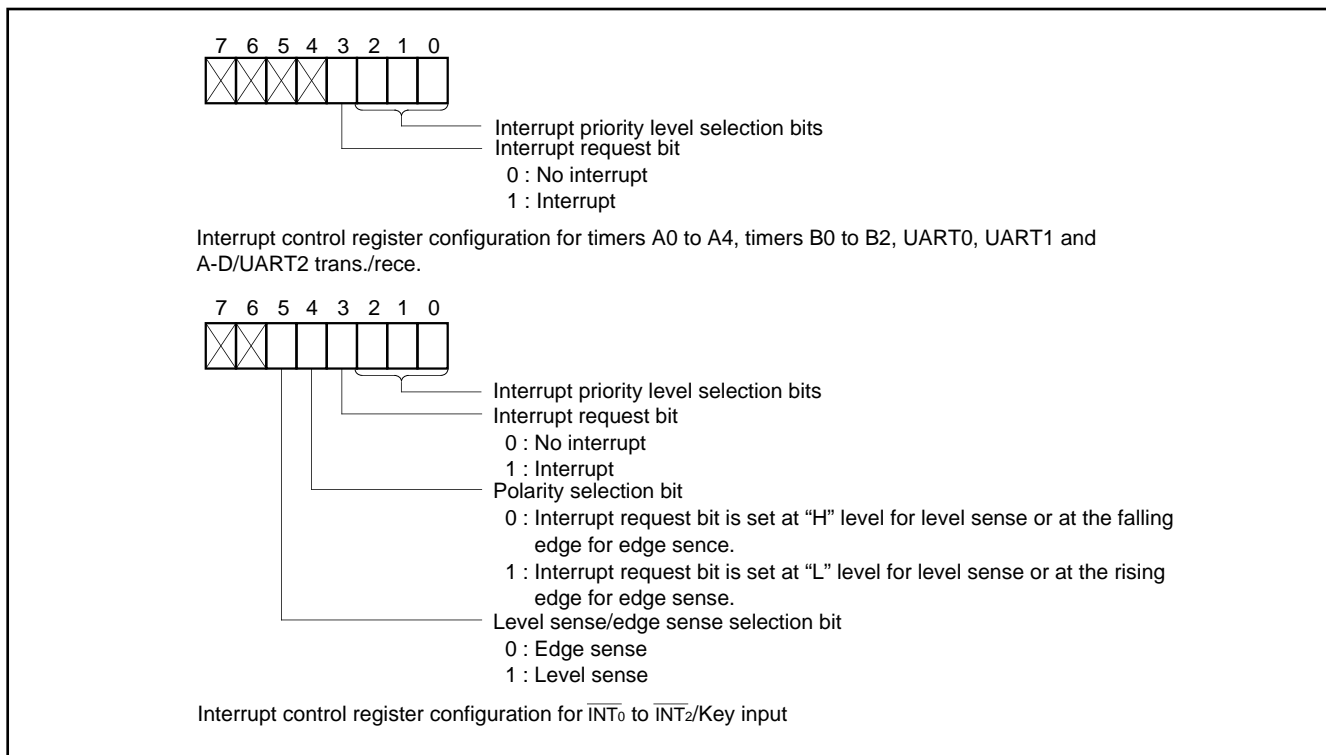 7 6 5 4 3 2 1 0
Interrupt priority level selection bits
Interrupt request bit
0 : No interrupt
1 : Interrupt
Interrupt control register configuration for timers A0 to A4, timers B0 to B2, UART0, UART1 and
A-D/UART2 trans./rece.
7 6 5 4 3 2 1 0
Interrupt priority level selection bits
Interrupt request bit
0 : No interrupt
1 : Interrupt
Polarity selection bit
0 : Interrupt request bit is set at “H” level for level sense or at the falling
edge for edge sence.
1 : Interrupt request bit is set at “L” level for level sense or at the rising
edge for edge sense.
Level sense/edge sense selection bit
0 : Edge sense
1 : Level sense
Interrupt control register configuration for INT0 to INT2/Key input